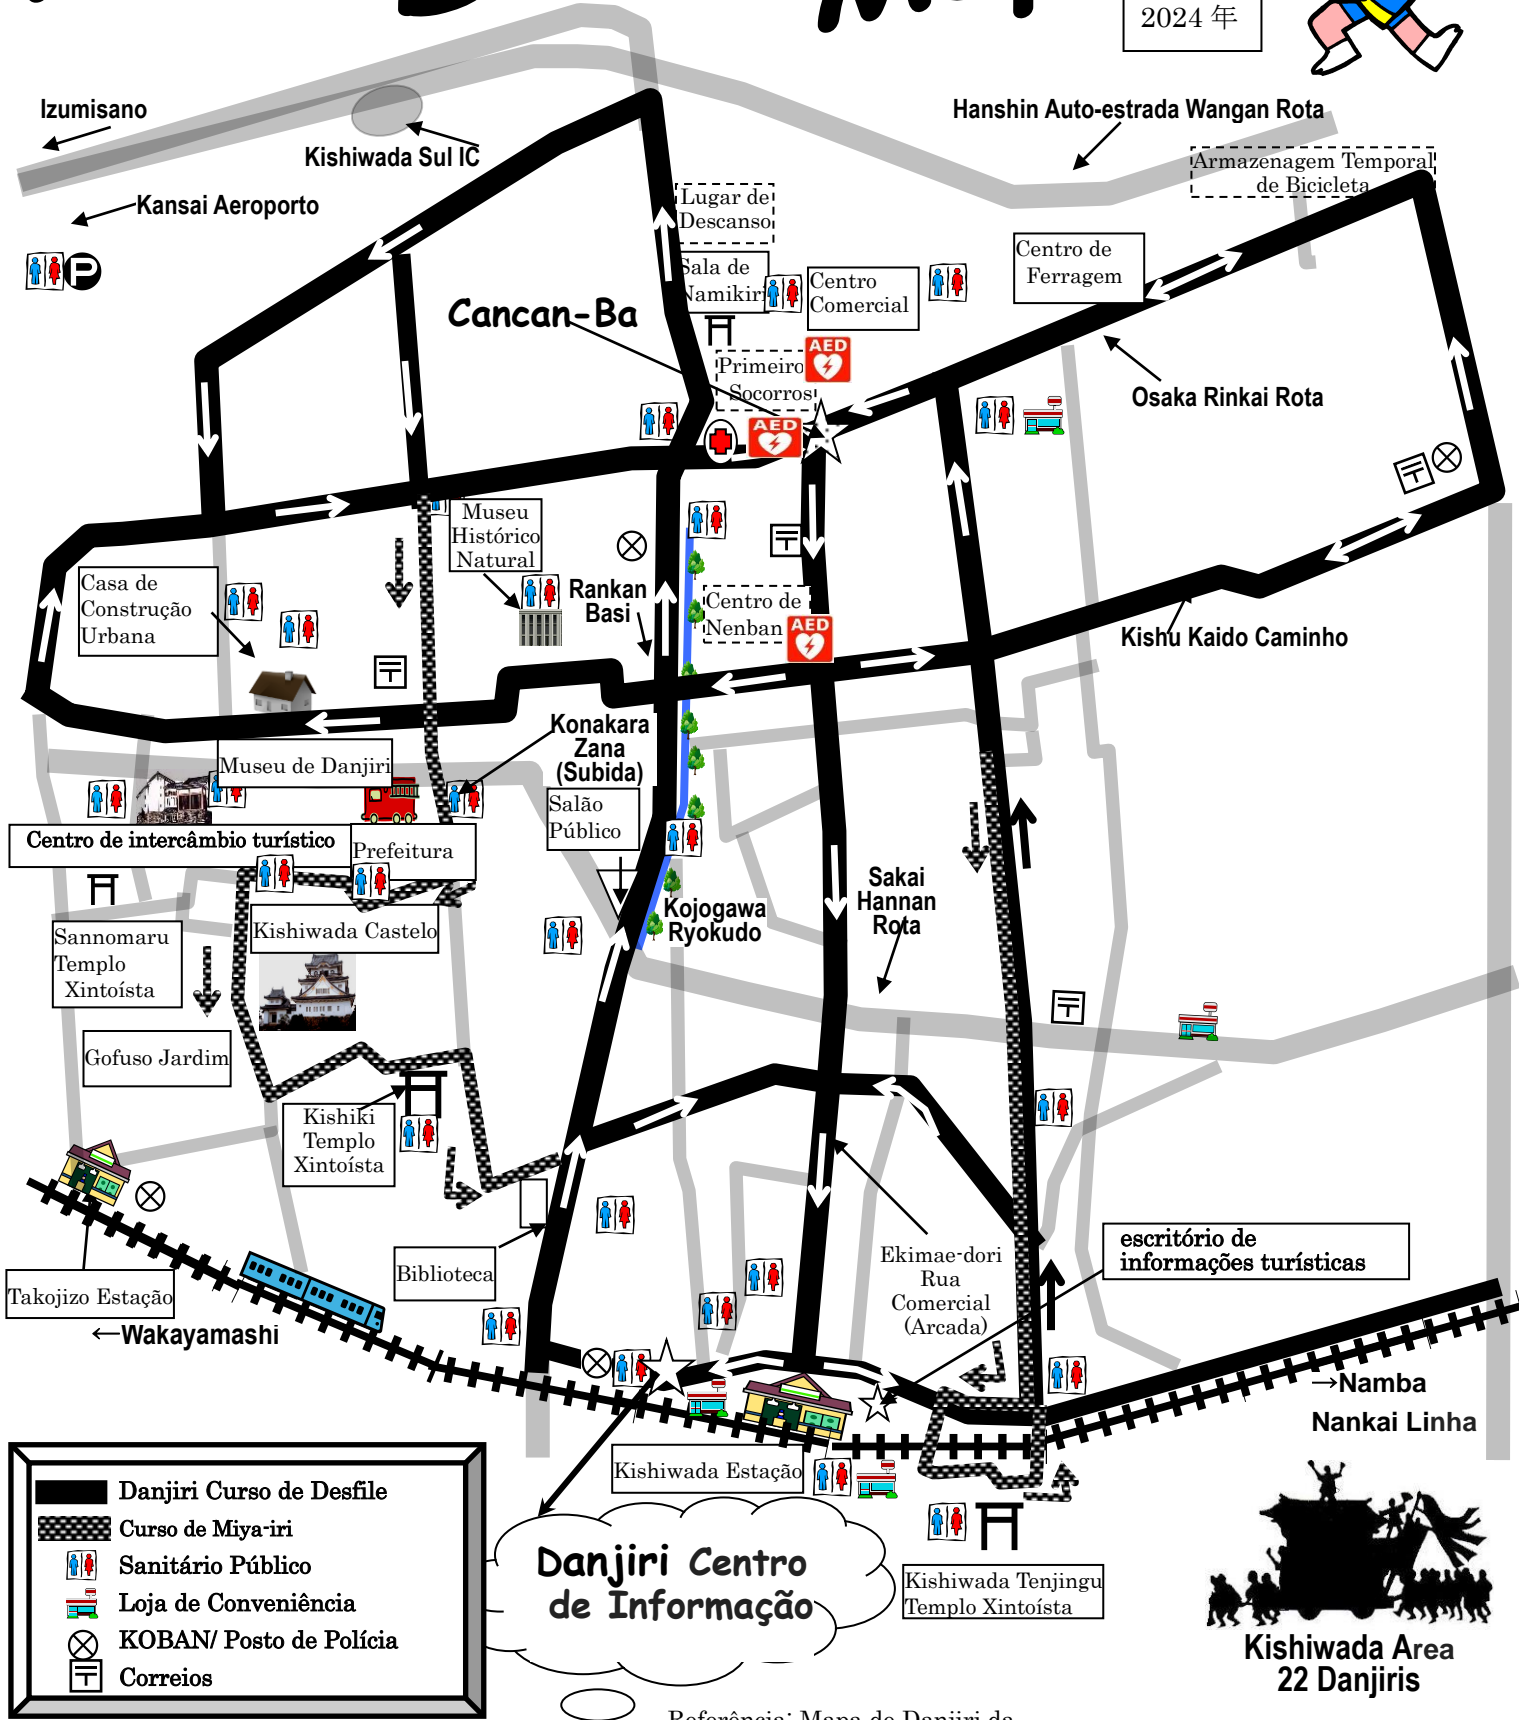 2024 年
Izumisano
Kishiwada Sul IC
Kansai Aeroporto
Hanshin Auto-estrada Wangan Rota
Armazenagem Temporal
de Bicicleta
Lugar de
Descanso
Sala de
Namikiri
Centro
Comercial
Centro de
Ferragem
P
Cancan-Ba
Primeiro
Socorros
AED
AED
Osaka Rinkai Rota
Museu
Histórico
Natural
Casa de
Construção
Urbana
Rankan
Basi
Centro de
Nenban
AED
Kishu Kaido Caminho
Konakara
Zana
(Subida)
Museu de Danjiri
Salão
Público
Centro de intercâmbio turístico
Prefeitura
Sakai
Hannan
Rota
Kojogawa
Ryokudo
Kishiwada Castelo
Sannomaru
Templo
Xintoísta
Gofuso Jardim
Kishiki
Templo
Xintoísta
Biblioteca
Takojizo Estação
←Wakayamashi
Ekimae-dori
Rua
Comercial
(Arcada)
escritório de
informações turísticas
→Namba
Nankai Linha
Kishiwada Estação
Danjiri Curso de Desfile
Curso de Miya-iri
Sanitário Público
Loja de Conveniência
KOBAN/ Posto de Polícia
Correios
Danjiri Centro
de Informação
Kishiwada Tenjingu
Templo Xintoísta
Kishiwada Area
22 Danjiris
Referência: Mapa de Danjiri da